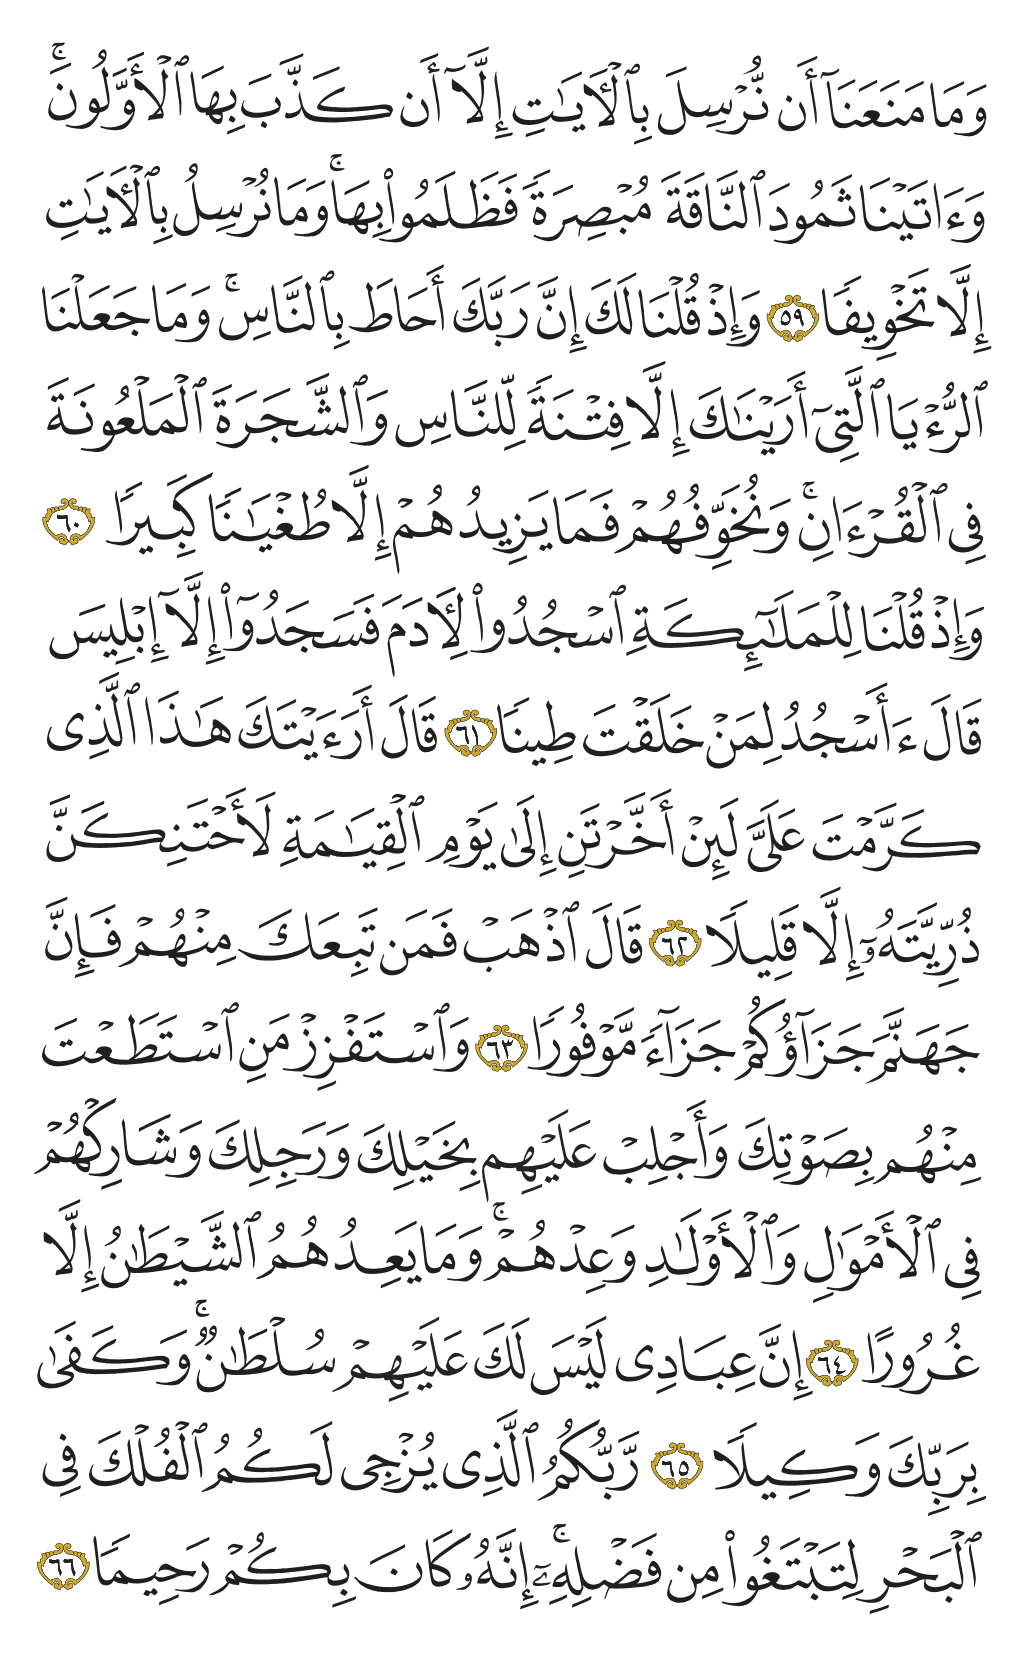 وَمَا مَنَعَنَآ أَن نُّرْسِلَ بِٱلْـَٔايَـٰتِ إِلَّآ أَن كَذَّبَ بِهَا ٱلْأَوَّلُونَ ۚ
وَءَاتَيْنَا ثَمُودَ ٱلنَّاقَةَ مُبْصِرَةً فَظَلَمُوا۟ بِهَا ۚ وَمَا نُرْسِلُ بِٱلْـَٔايَـٰتِ
إِلَّا تَخْوِيفًا ٥٩ وَإِذْ قُلْنَا لَكَ إِنَّ رَبَّكَ أَحَاطَ بِٱلنَّاسِ ۚ وَمَا جَعَلْنَا
ٱلرُّءْيَا ٱلَّتِىٓ أَرَيْنَـٰكَ إِلَّا فِتْنَةً لِّلنَّاسِ وَٱلشَّجَرَةَ ٱلْمَلْعُونَةَ
فِى ٱلْقُرْءَانِ ۚ وَنُخَوِّفُهُمْ فَمَا يَزِيدُهُمْ إِلَّا طُغْيَـٰنًا كَبِيرًا ٦٠
وَإِذْ قُلْنَا لِلْمَلَـٰٓئِكَةِ ٱسْجُدُوا۟ لِـَٔادَمَ فَسَجَدُوٓا۟ إِلَّآ إِبْلِيسَ
قَالَ ءَأَسْجُدُ لِمَنْ خَلَقْتَ طِينًا ٦١ قَالَ أَرَءَيْتَكَ هَـٰذَا ٱلَّذِى
كَرَّمْتَ عَلَىَّ لَئِنْ أَخَّرْتَنِ إِلَىٰ يَوْمِ ٱلْقِيَـٰمَةِ لَأَحْتَنِكَنَّ
ذُرِّيَّتَهُۥٓ إِلَّا قَلِيلًا ٦٢ قَالَ ٱذْهَبْ فَمَن تَبِعَكَ مِنْهُمْ فَإِنَّ
جَهَنَّمَ جَزَآؤُكُمْ جَزَآءً مَّوْفُورًا ٦٣ وَٱسْتَفْزِزْ مَنِ ٱسْتَطَعْتَ
مِنْهُم بِصَوْتِكَ وَأَجْلِبْ عَلَيْهِم بِخَيْلِكَ وَرَجِلِكَ وَشَارِكْهُمْ
فِى ٱلْأَمْوَٰلِ وَٱلْأَوْلَـٰدِ وَعِدْهُمْ ۚ وَمَا يَعِدُهُمُ ٱلشَّيْطَـٰنُ إِلَّا
غُرُورًا ٦٤ إِنَّ عِبَادِى لَيْسَ لَكَ عَلَيْهِمْ سُلْطَـٰنٌ ۚ وَكَفَىٰ
بِرَبِّكَ وَكِيلًا ٦٥ رَّبُّكُمُ ٱلَّذِى يُزْجِى لَكُمُ ٱلْفُلْكَ فِى
ٱلْبَحْرِ لِتَبْتَغُوا۟ مِن فَضْلِهِۦٓ ۚ إِنَّهُۥ كَانَ بِكُمْ رَحِيمًا ٦٦